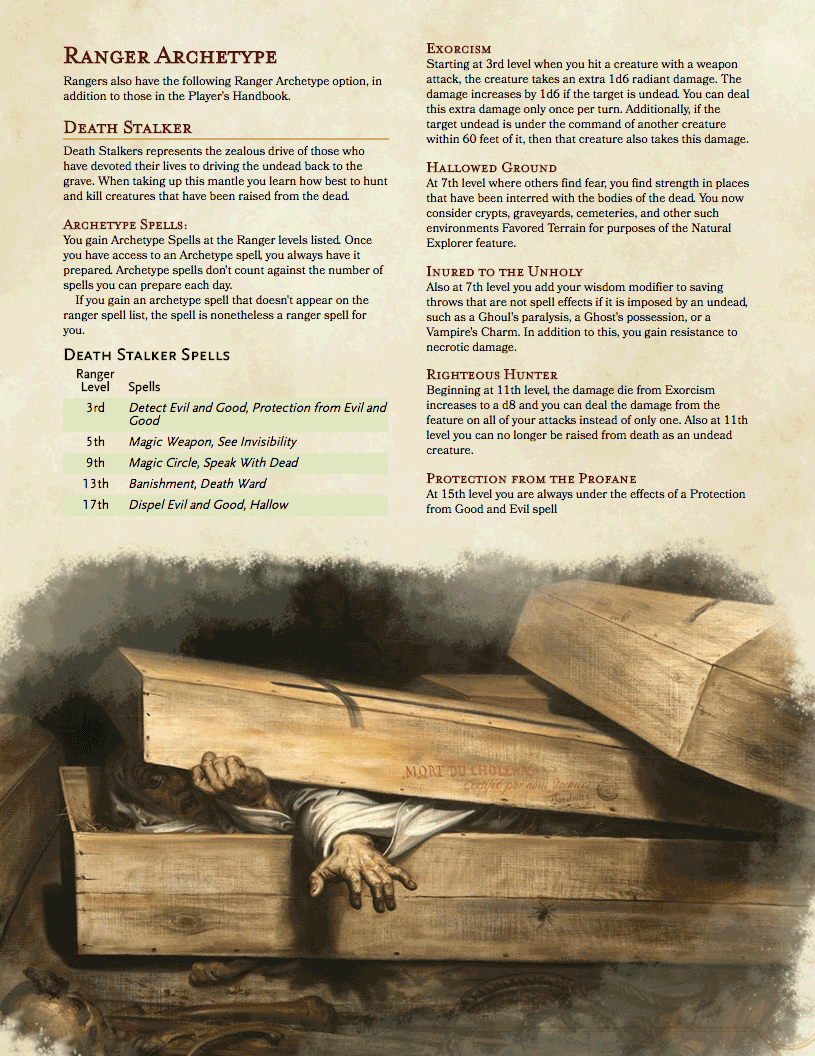 Ranger Archetype
Rangers also have the following Ranger Archetype option, in
addition to those in the Player's Handbook.
Death Stalker
Death Stalkers represents the zealous drive of those who
have devoted their lives to driving the undead back to the
grave. When taking up this mantle you learn how best to hunt
and kill creatures that have been raised from the dead.
Archetype Spells:
You gain Archetype Spells at the Ranger levels listed. Once
you have access to an Archetype spell, you always have it
prepared. Archetype spells don't count against the number of
spells you can prepare each day.
If you gain an archetype spell that doesn't appear on the
ranger spell list, the spell is nonetheless a ranger spell for
you.
Death Stalker Spells
Ranger
Level Spells
3rd Detect Evil and Good, Protection from Evil and
Good
5th Magic Weapon, See Invisibility
9th Magic Circle, Speak With Dead
13th Banishment, Death Ward
17th Dispel Evil and Good, Hallow
Exorcism
Starting at 3rd level when you hit a creature with a weapon
attack, the creature takes an extra 1d6 radiant damage. The
damage increases by 1d6 if the target is undead. You can deal
this extra damage only once per turn. Additionally, if the
target undead is under the command of another creature
within 60 feet of it, then that creature also takes this damage.
Hallowed Ground
At 7th level where others find fear, you find strength in places
that have been interred with the bodies of the dead. You now
consider crypts, graveyards, cemeteries, and other such
environments Favored Terrain for purposes of the Natural
Explorer feature.
Inured to the Unholy
Also at 7th level you add your wisdom modifier to saving
throws that are not spell effects if it is imposed by an undead,
such as a Ghoul's paralysis, a Ghost's possession, or a
Vampire's Charm. In addition to this, you gain resistance to
necrotic damage.
Righteous Hunter
Beginning at 11th level, the damage die from Exorcism
increases to a d8 and you can deal the damage from the
feature on all of your attacks instead of only one. Also at 11th
level you can no longer be raised from death as an undead
creature.
Protection from the Profane
At 15th level you are always under the effects of a Protection
from Good and Evil spell
MORT DU
Certifié par nous